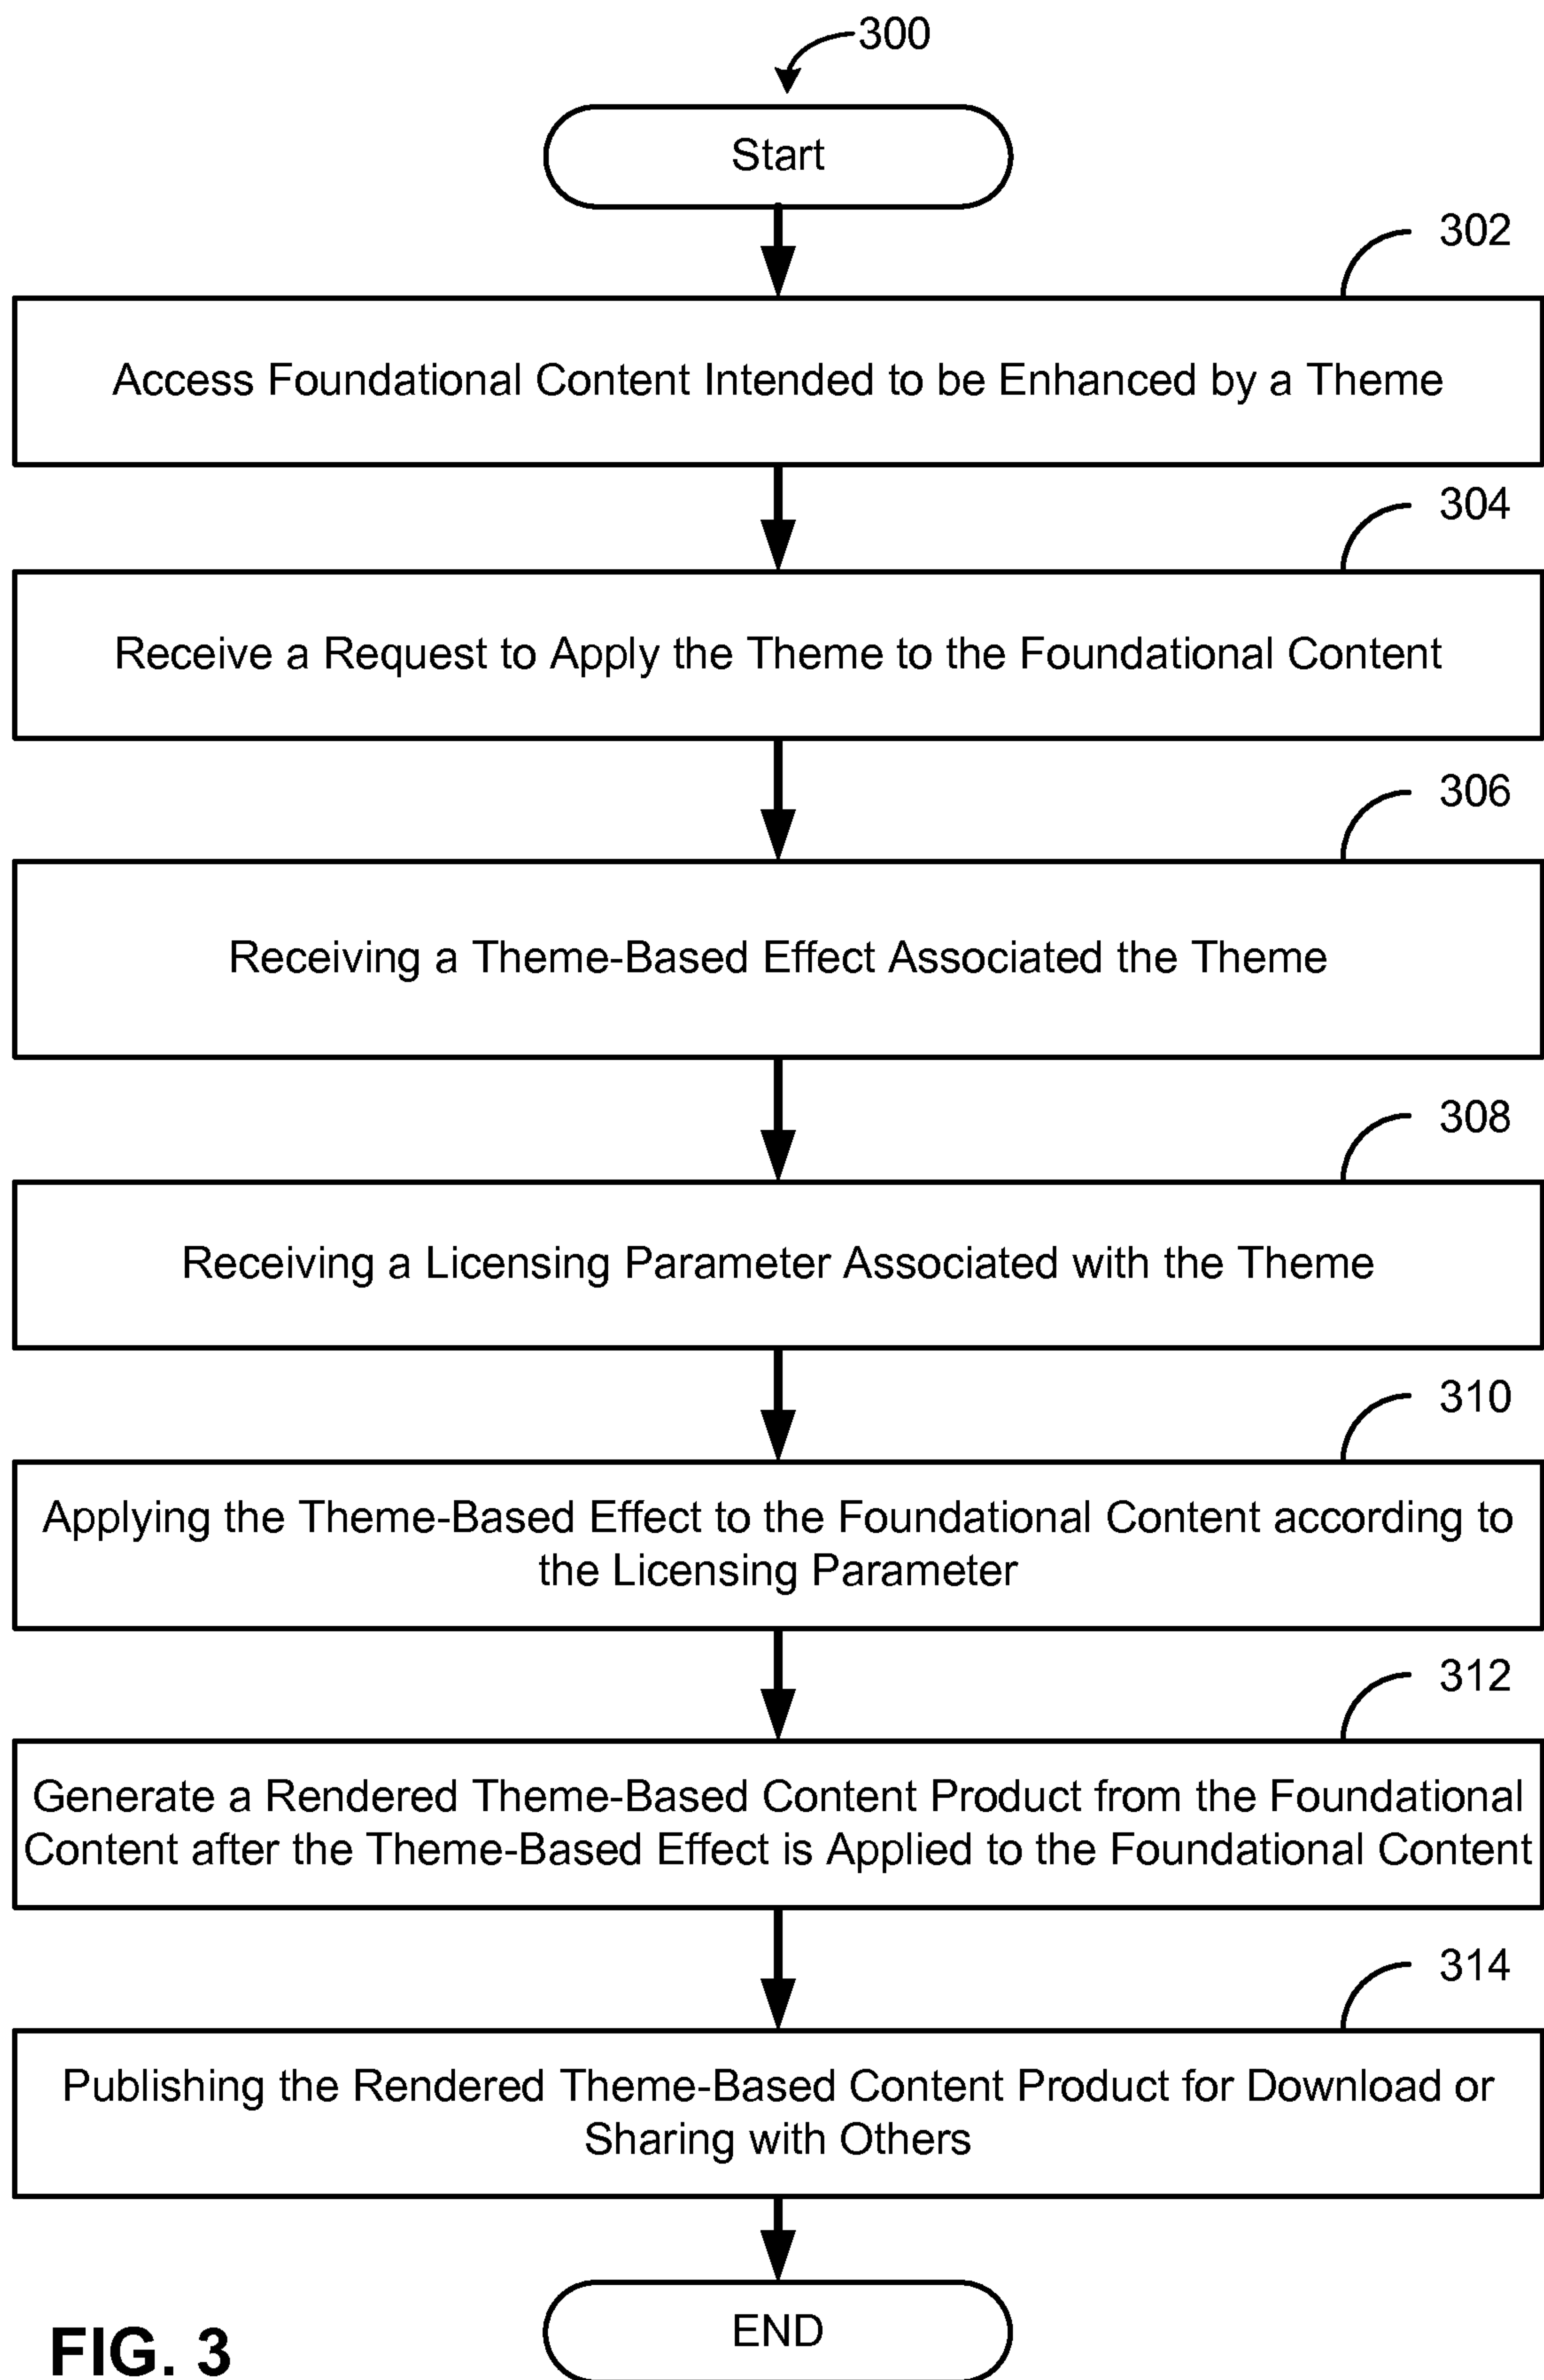 300
Start
302
Access Foundational Content Intended to be Enhanced by a Theme
304
Receive a Request to Apply the Theme to the Foundational Content
306
Receiving a Theme-Based Effect Associated the Theme
308
Receiving a Licensing Parameter Associated with the Theme
310
Applying the Theme-Based Effect to the Foundational Content according to
the Licensing Parameter
312
Generate a Rendered Theme-Based Content Product from the Foundational
Content after the Theme-Based Effect is Applied to the Foundational Content
314
Publishing the Rendered Theme-Based Content Product for Download or
Sharing with Others
END
FIG. 3